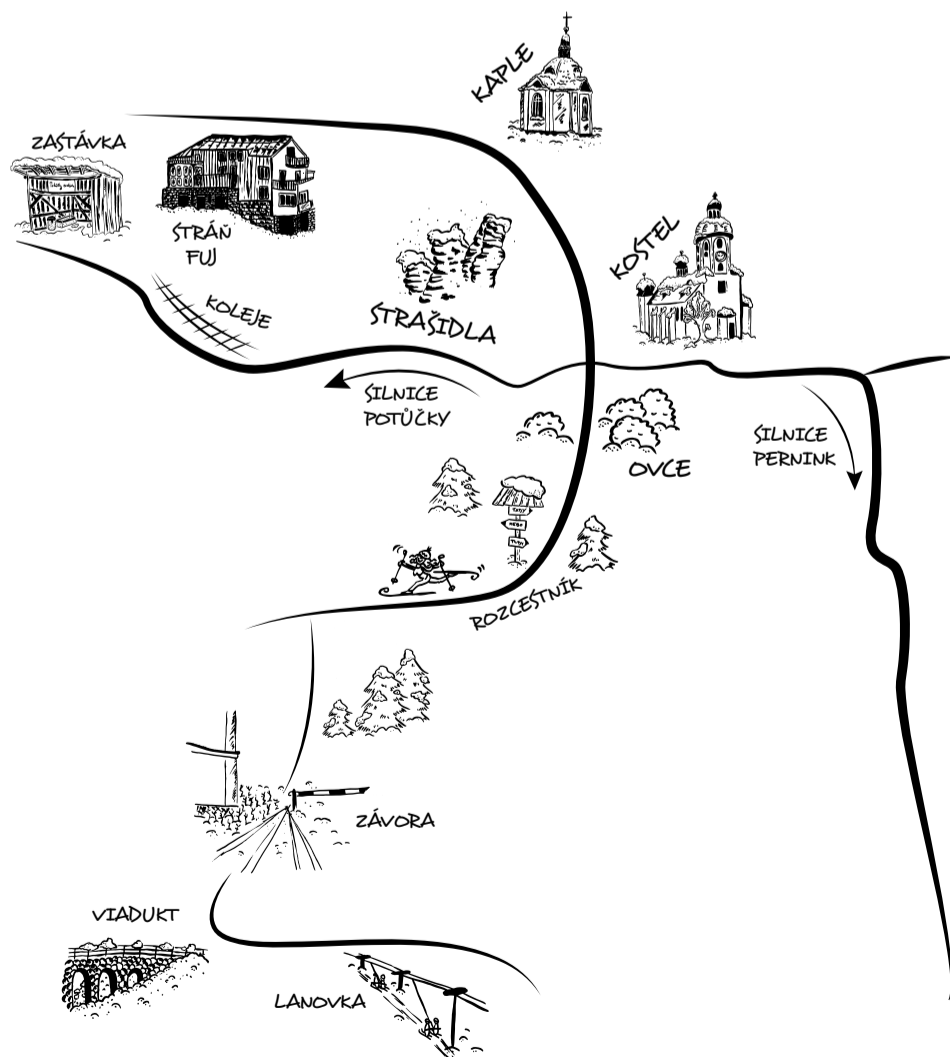 KAPLE
ZASTÁVKA
STRÁŇ
FUJ
KOSTEL
KOLEJE
STRAŠIDLA
SILNICE
POTŮČKY
SILNICE
PERNINK
OVCE
ROZCESTNÍK
ZÁVORA
VIADUKT
LANOVKA